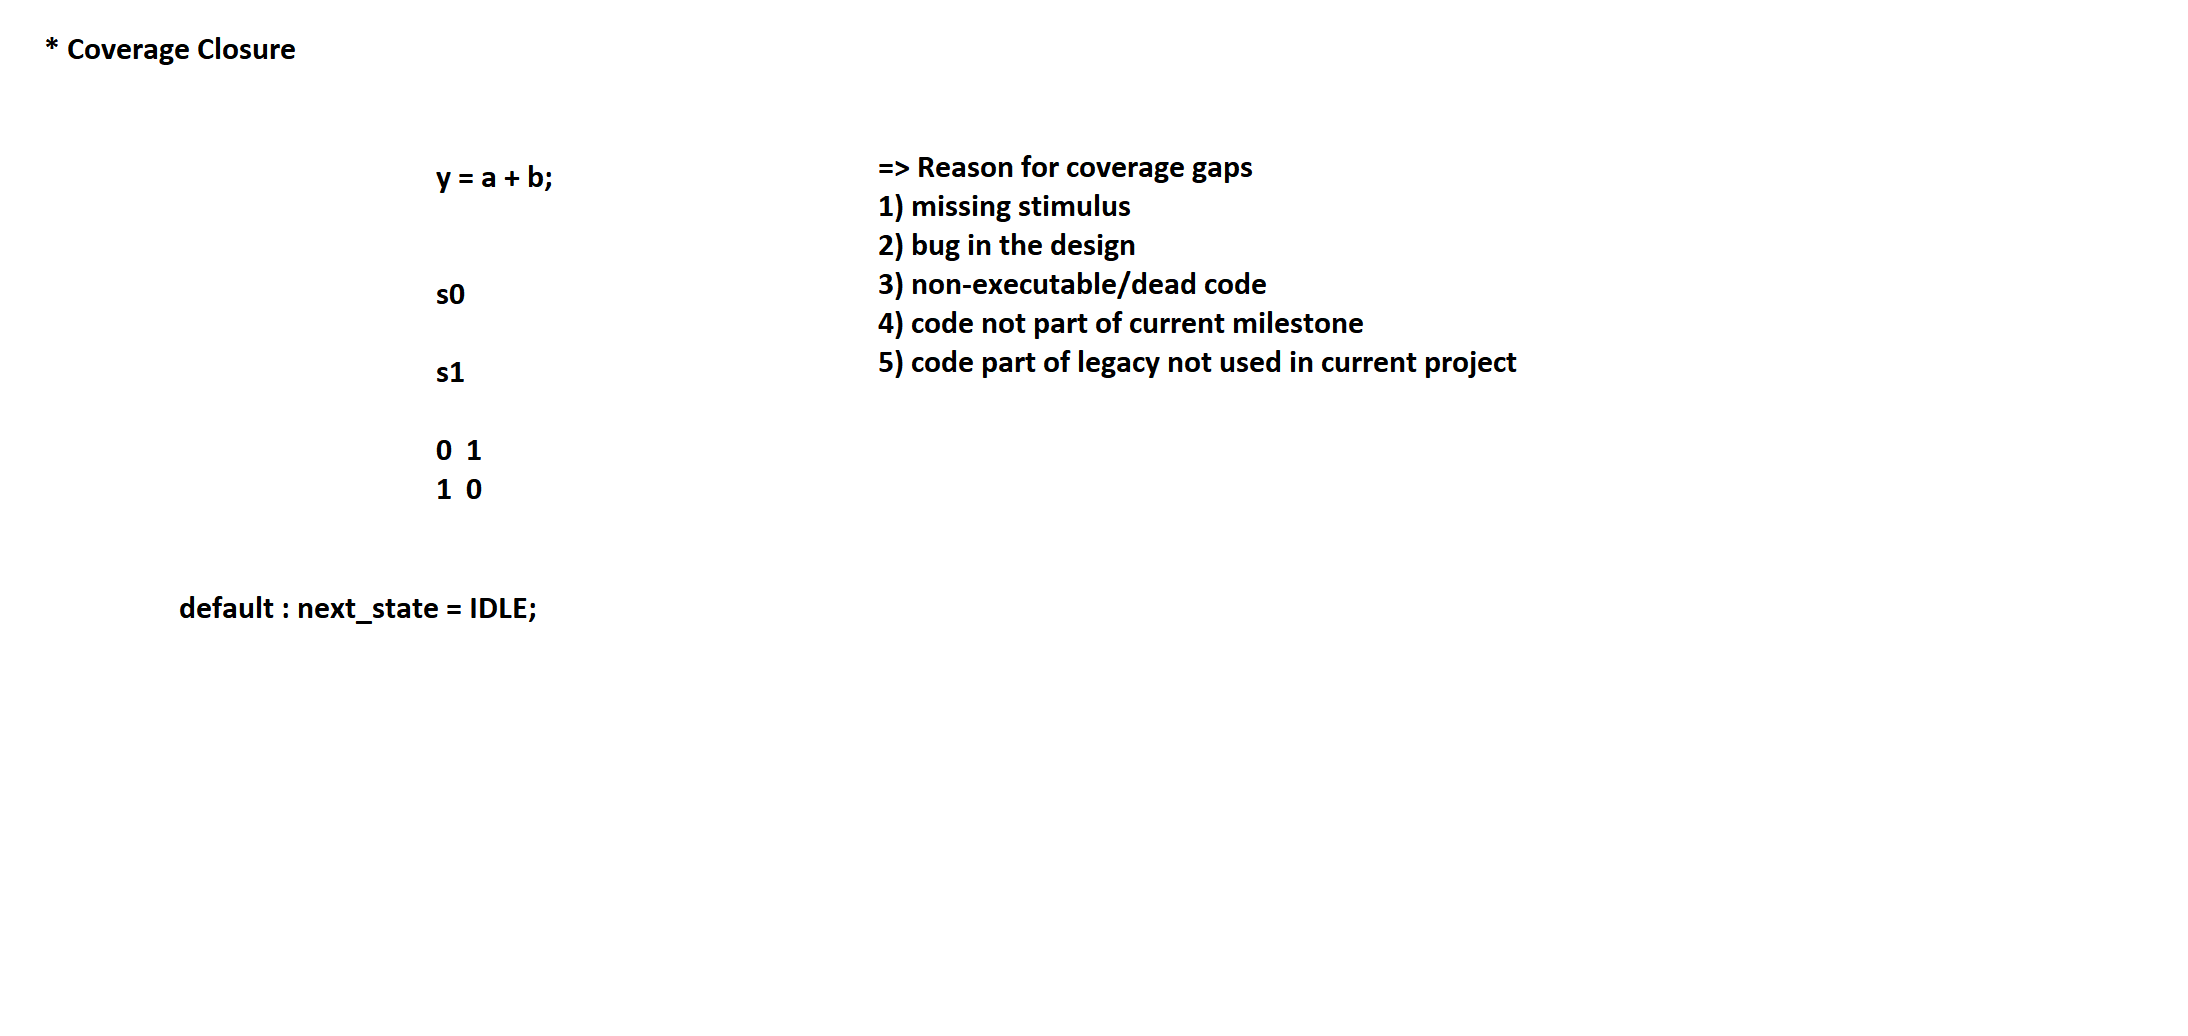 * Coverage Closure
y = a + b;
s0
s1
0 1
1 0
default : next_state = IDLE;
=> Reason for coverage gaps
1) missing stimulus
2) bug in the design
3) non-executable/dead code
4) code not part of current milestone
5) code part of legacy not used in current project